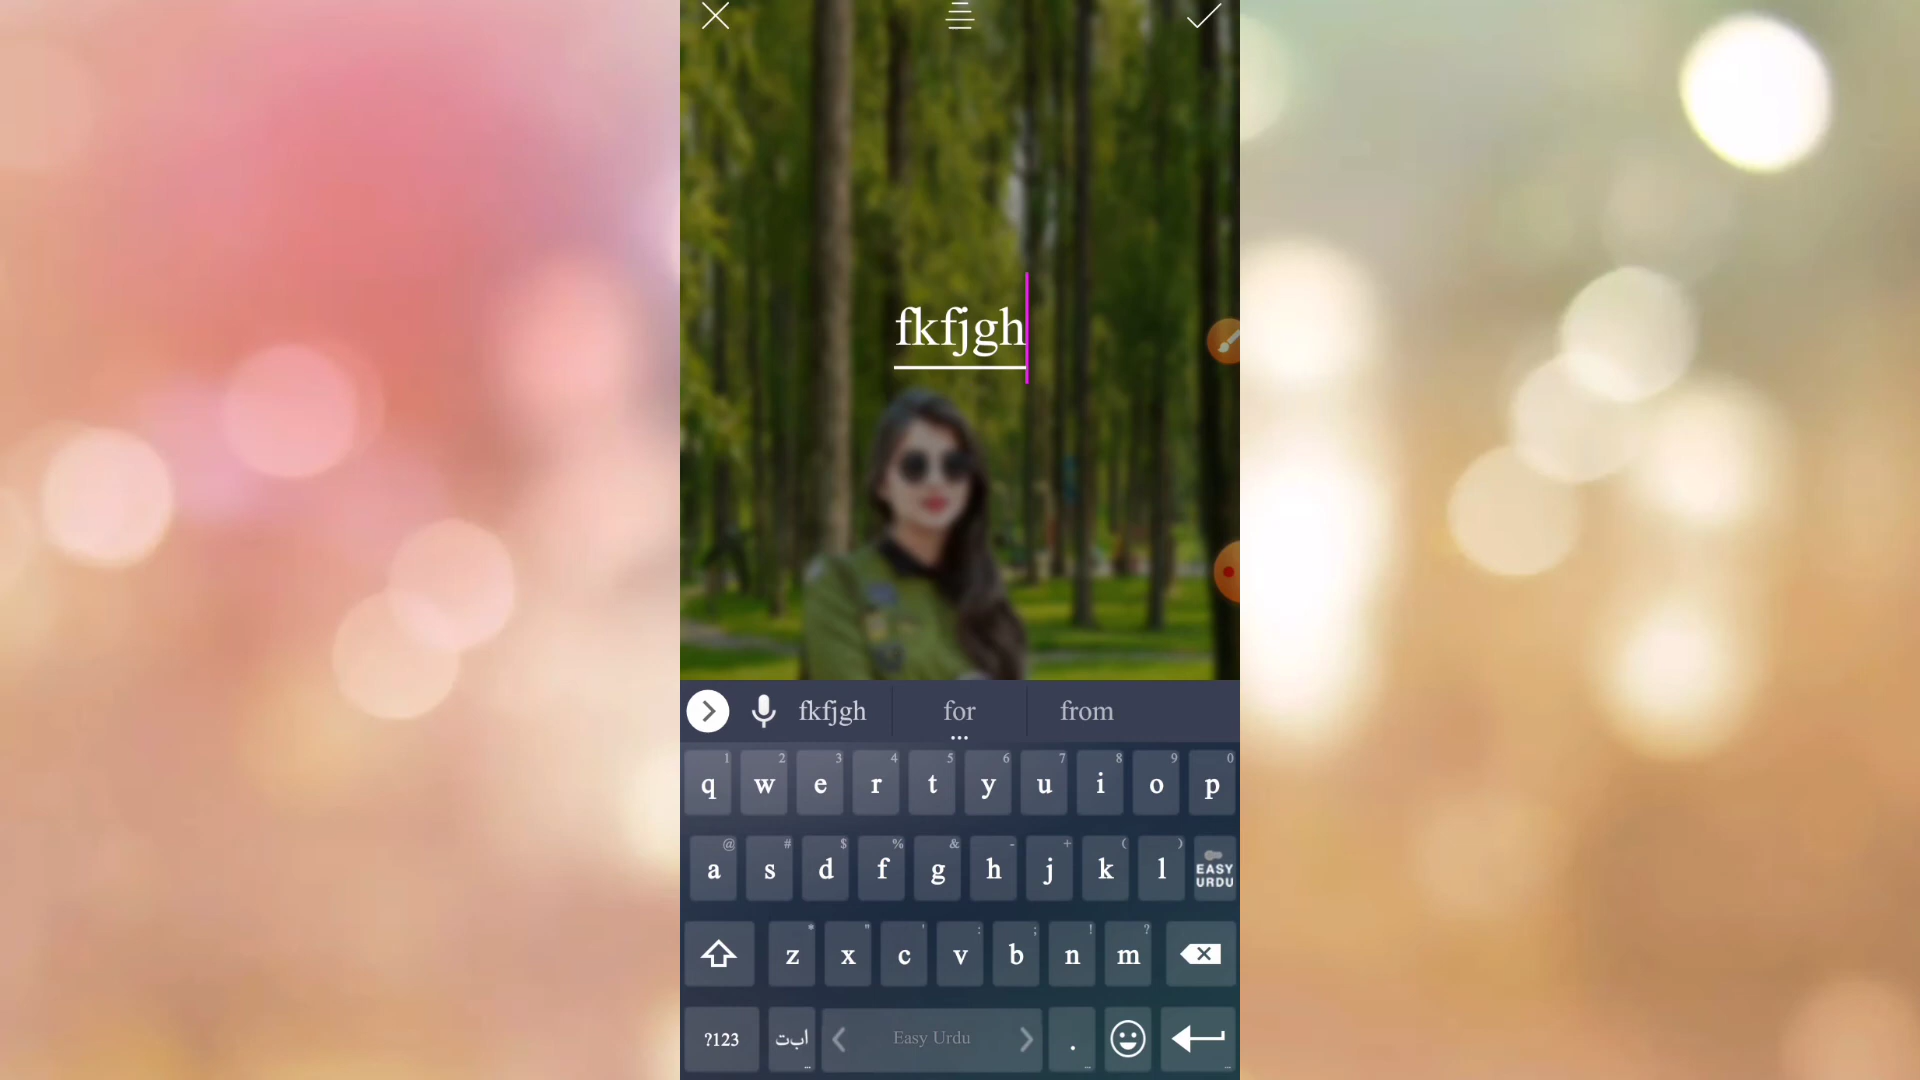 fkfjgh
fkfjgh for from
1 2 3 4 5 6 7 8 9 0
q w e r t y u i o p
@ # $ % & - + ( )
a s d f g h j k l EASY URDU
* " ' : ; ! ?
z x c v b n m
?123 اب‌ت Easy Urdu .